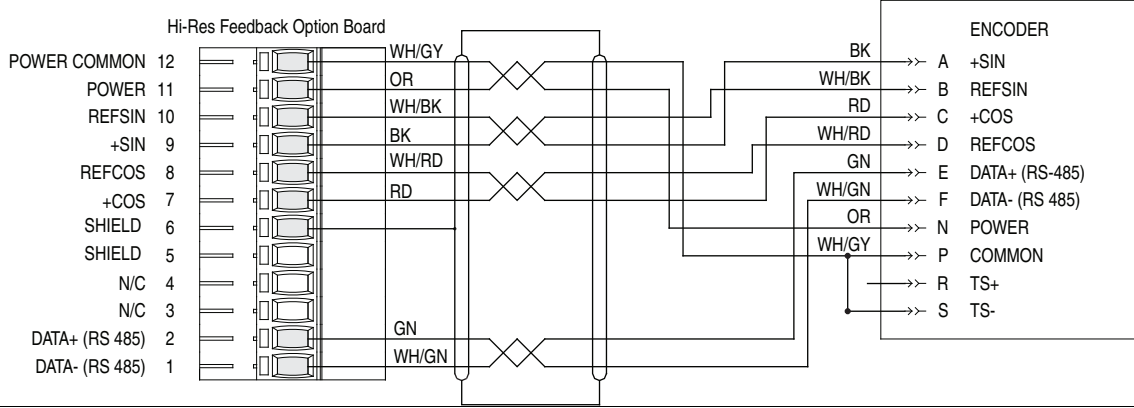 Hi-Res Feedback Option Board
POWER COMMON 12
POWER 11
REFSIN 10
+SIN 9
REFCOS 8
+COS 7
SHIELD 6
SHIELD 5
N/C 4
N/C 3
DATA+ (RS 485) 2
DATA- (RS 485) 1
WH/GY
OR
WH/BK
BK
WH/RD
RD
GN
WH/GN
ENCODER
BK A +SIN
WH/BK B REFSIN
RD C +COS
WH/RD D REFCOS
GN E DATA+ (RS-485)
WH/GN F DATA- (RS 485)
OR N POWER
WH/GY P COMMON
R TS+
S TS-